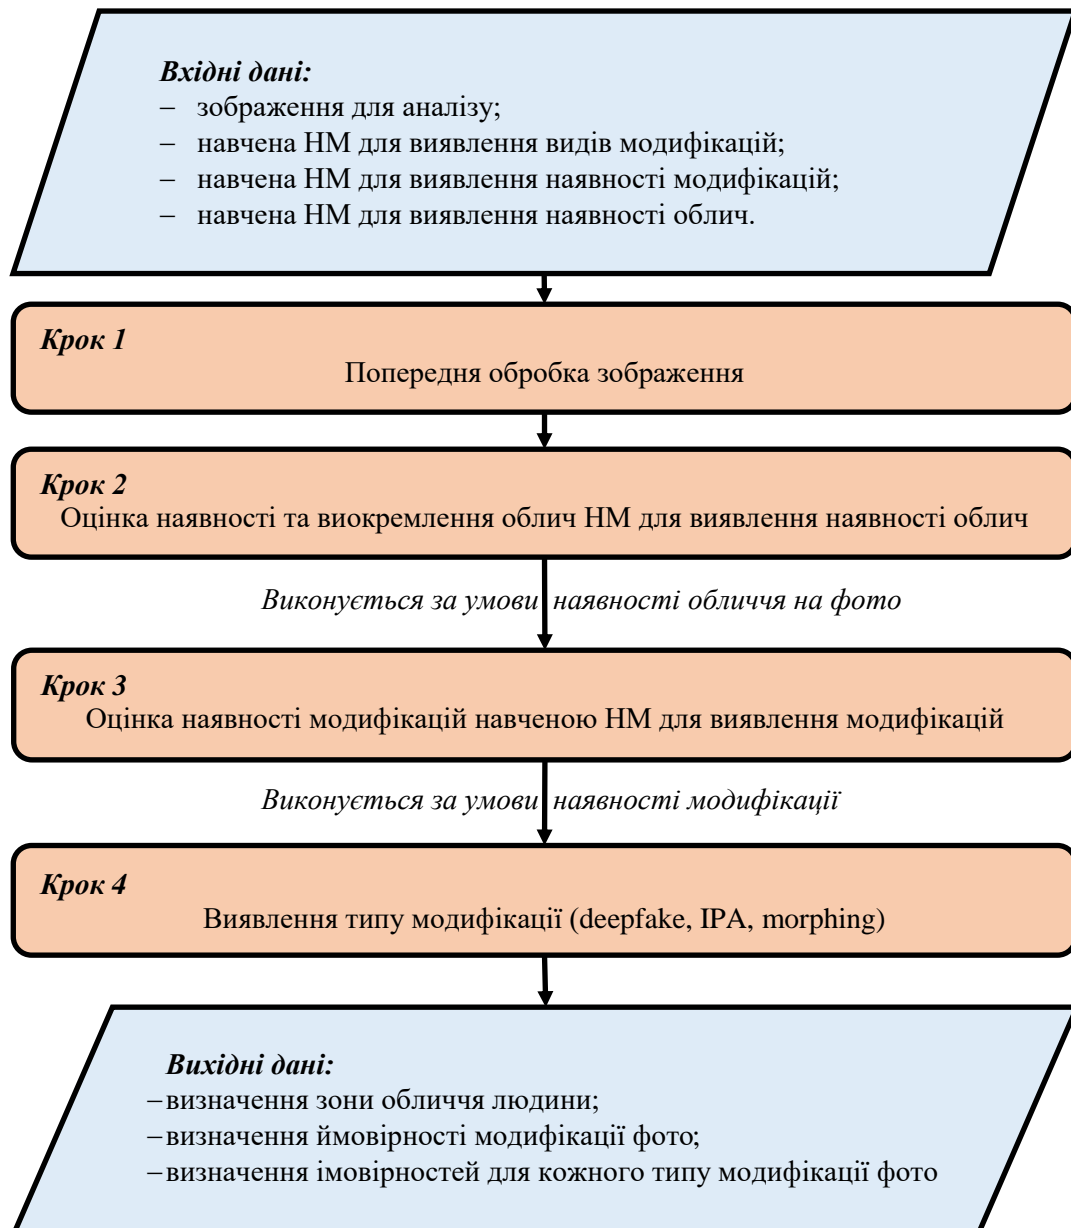 Вхідні дані:
– зображення для аналізу;
– навчена НМ для виявлення видів модифікацій;
– навчена НМ для виявлення наявності модифікацій;
– навчена НМ для виявлення наявності облич.
Крок 1
Попередня обробка зображення
Крок 2
Оцінка наявності та виокремлення облич НМ для виявлення наявності облич
Виконується за умови наявності обличчя на фото
Крок 3
Оцінка наявності модифікацій навченою НМ для виявлення модифікацій
Виконується за умови наявності модифікації
Крок 4
Виявлення типу модифікації (deepfake, IPA, morphing)
Вихідні дані:
– визначення зони обличчя людини;
– визначення ймовірності модифікації фото;
– визначення імовірностей для кожного типу модифікації фото